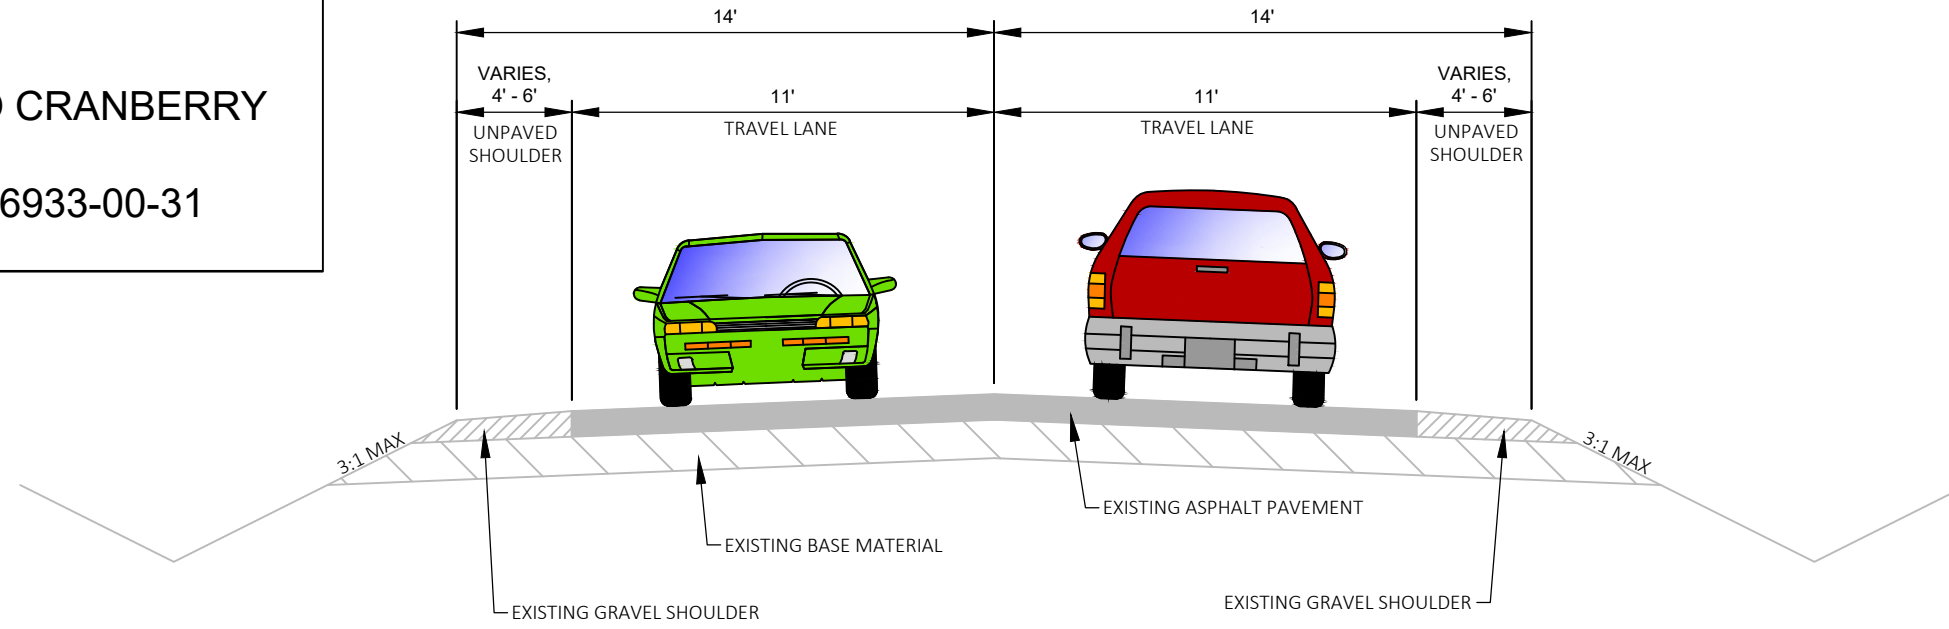 CRANBERRY
6933-00-31
14'
14'
VARIES,
4' - 6'
11'
11'
VARIES,
4' - 6'
UNPAVED
SHOULDER
TRAVEL LANE
TRAVEL LANE
UNPAVED
SHOULDER
3:1 MAX
3:1 MAX
EXISTING ASPHALT PAVEMENT
EXISTING BASE MATERIAL
EXISTING GRAVEL SHOULDER
EXISTING GRAVEL SHOULDER